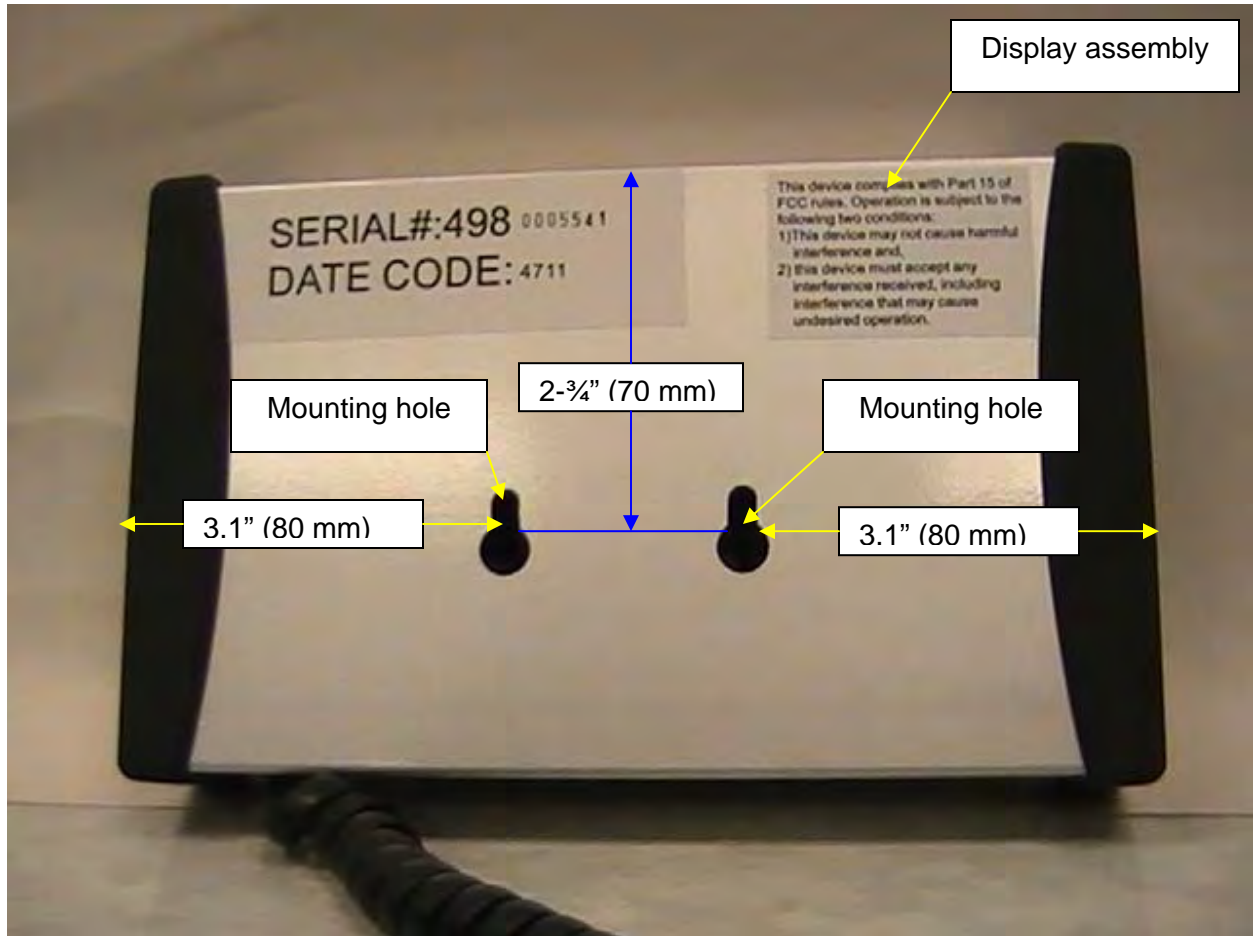 Display assembly
SERIAL#:498 0005541
DATE CODE: 4711
This device complies with Part 15 of
FCC rules. Operation is subject to the
following two conditions:
1)This device may not cause harmful
interference and,
2) this device must accept any
interference received, including
interference that may cause
undesired operation.
2-¾” (70 mm)
Mounting hole
Mounting hole
3.1” (80 mm)
3.1” (80 mm)